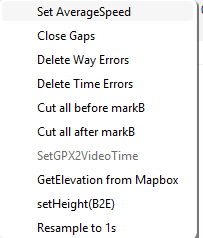 Set AverageSpeed
Close Gaps
Delete Way Errors
Delete Time Errors
Cut all before markB
Cut all after markB
SetGPX2VideoTime
GetElevation from Mapbox
setHeight(B2E)
Resample to 1s